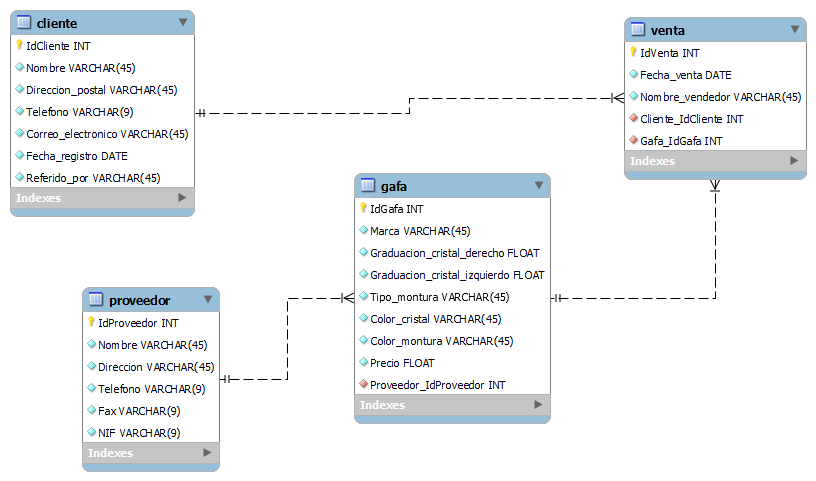 cliente
IdCliente INT
Nombre VARCHAR(45)
Direccion_postal VARCHAR(45)
Telefono VARCHAR(9)
Correo_electronico VARCHAR(45)
Fecha_registro DATE
Referido_por VARCHAR(45)
Indexes
venta
IdVenta INT
Fecha_venta DATE
Nombre_vendedor VARCHAR(45)
Cliente_IdCliente INT
Gafa_IdGafa INT
Indexes
gafa
IdGafa INT
Marca VARCHAR(45)
Graduacion_cristal_derecho FLOAT
Graduacion_cristal_izquierdo FLOAT
Tipo_montura VARCHAR(45)
Color_cristal VARCHAR(45)
Color_montura VARCHAR(45)
Precio FLOAT
Proveedor_IdProveedor INT
Indexes
proveedor
IdProveedor INT
Nombre VARCHAR(45)
Direccion VARCHAR(45)
Telefono VARCHAR(9)
Fax VARCHAR(9)
NIF VARCHAR(9)
Indexes